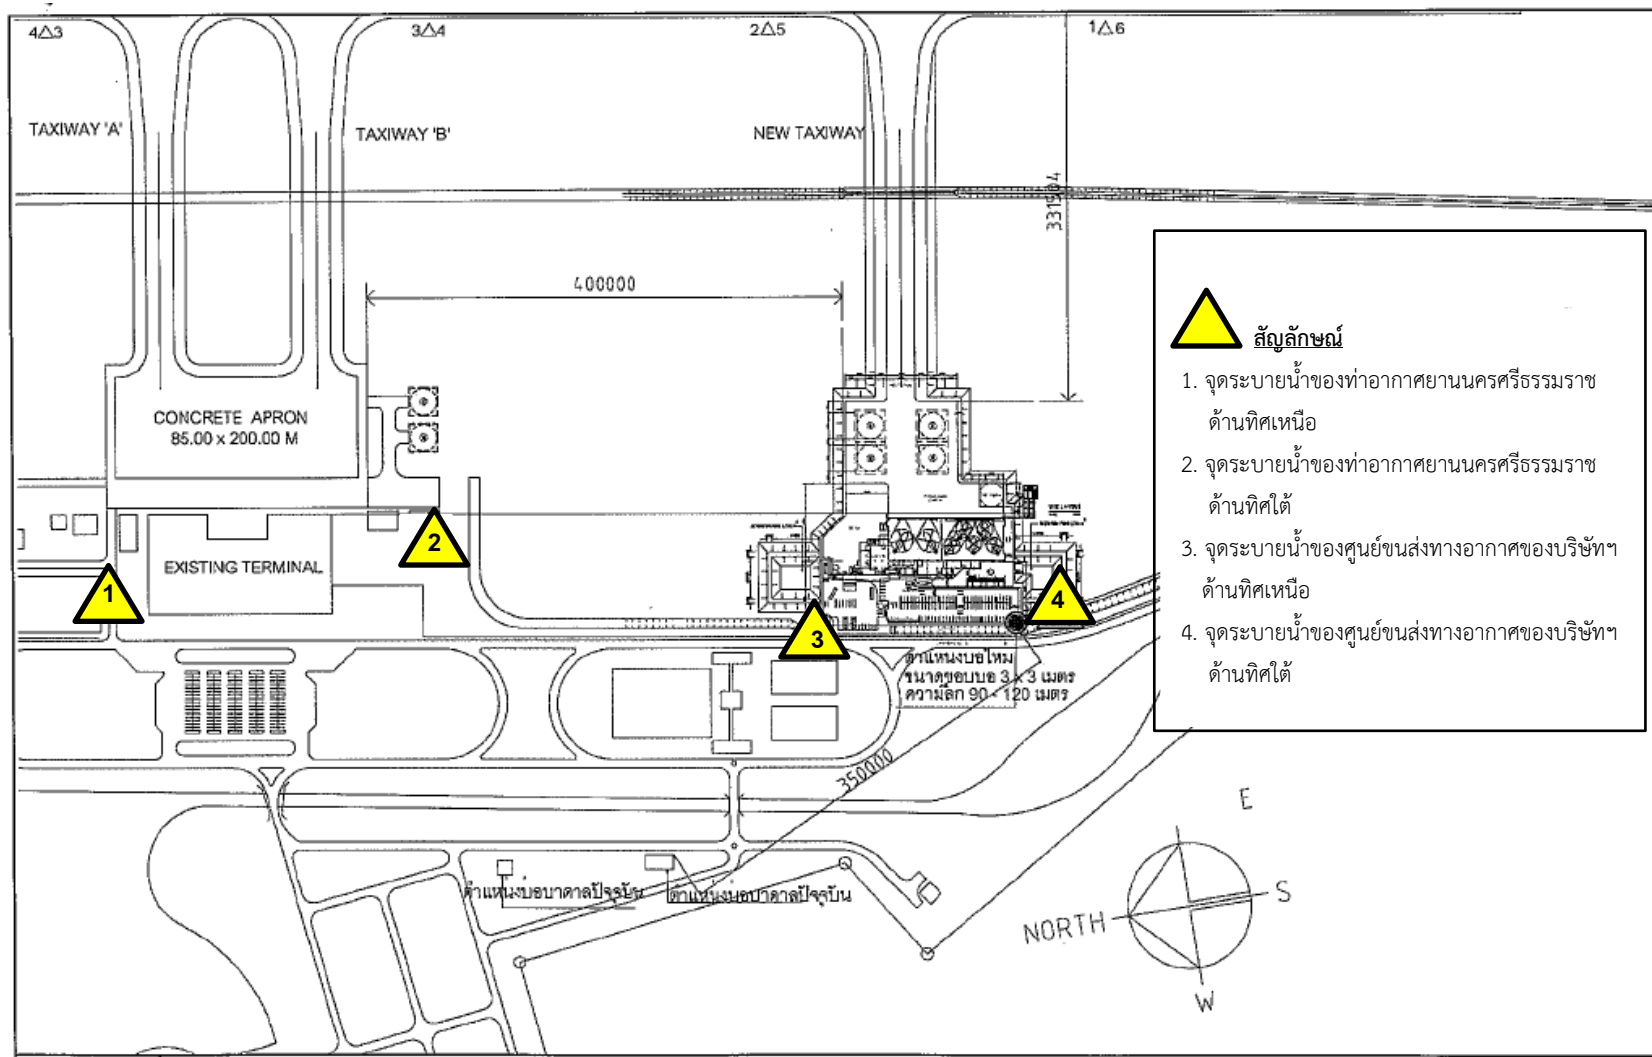 4△3
3△4
2△5
1△6
TAXIWAY 'A'
TAXIWAY 'B'
NEW TAXIWAY
331904
400000
CONCRETE APRON
85.00 x 200.00 M
EXISTING TERMINAL
1
2
3
4
สัญลักษณ์
1. จุดระบายน้ำของท่าอากาศยานนครศรีธรรมราช
ด้านทิศเหนือ
2. จุดระบายน้ำของท่าอากาศยานนครศรีธรรมราช
ด้านทิศใต้
3. จุดระบายน้ำของศูนย์ขนส่งทางอากาศของบริษัทฯ
ด้านทิศเหนือ
4. จุดระบายน้ำของศูนย์ขนส่งทางอากาศของบริษัทฯ
ด้านทิศใต้
ตำแหน่งบ่อใหม่
ขนาดขอบบ่อ 3 x 3 เมตร
ความลึก 90 - 120 เมตร
350000
ตำแหน่งบ่อบาดาลปัจจุบัน
ตำแหน่งบ่อบาดาลปัจจุบัน
E
S
NORTH
W